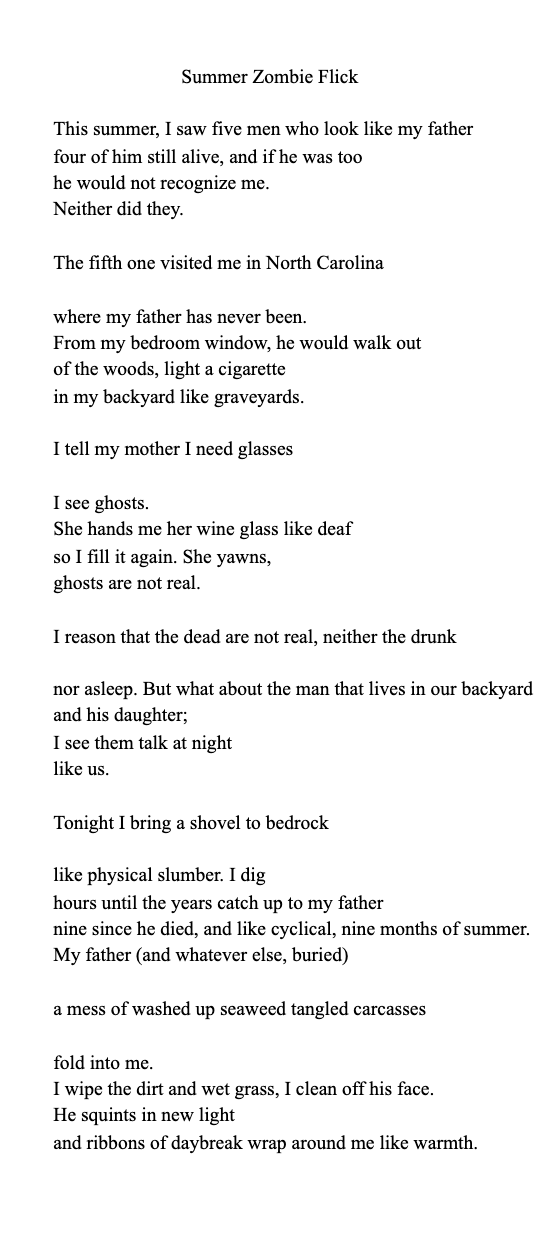 Summer Zombie Flick
This summer, I saw five men who look like my father
four of him still alive, and if he was too
he would not recognize me.
Neither did they.
The fifth one visited me in North Carolina
where my father has never been.
From my bedroom window, he would walk out
of the woods, light a cigarette
in my backyard like graveyards.
I tell my mother I need glasses
I see ghosts.
She hands me her wine glass like deaf
so I fill it again. She yawns,
ghosts are not real.
I reason that the dead are not real, neither the drunk
nor asleep. But what about the man that lives in our backyard
and his daughter;
I see them talk at night
like us.
Tonight I bring a shovel to bedrock
like physical slumber. I dig
hours until the years catch up to my father
nine since he died, and like cyclical, nine months of summer.
My father (and whatever else, buried)
a mess of washed up seaweed tangled carcasses
fold into me.
I wipe the dirt and wet grass, I clean off his face.
He squints in new light
and ribbons of daybreak wrap around me like warmth.